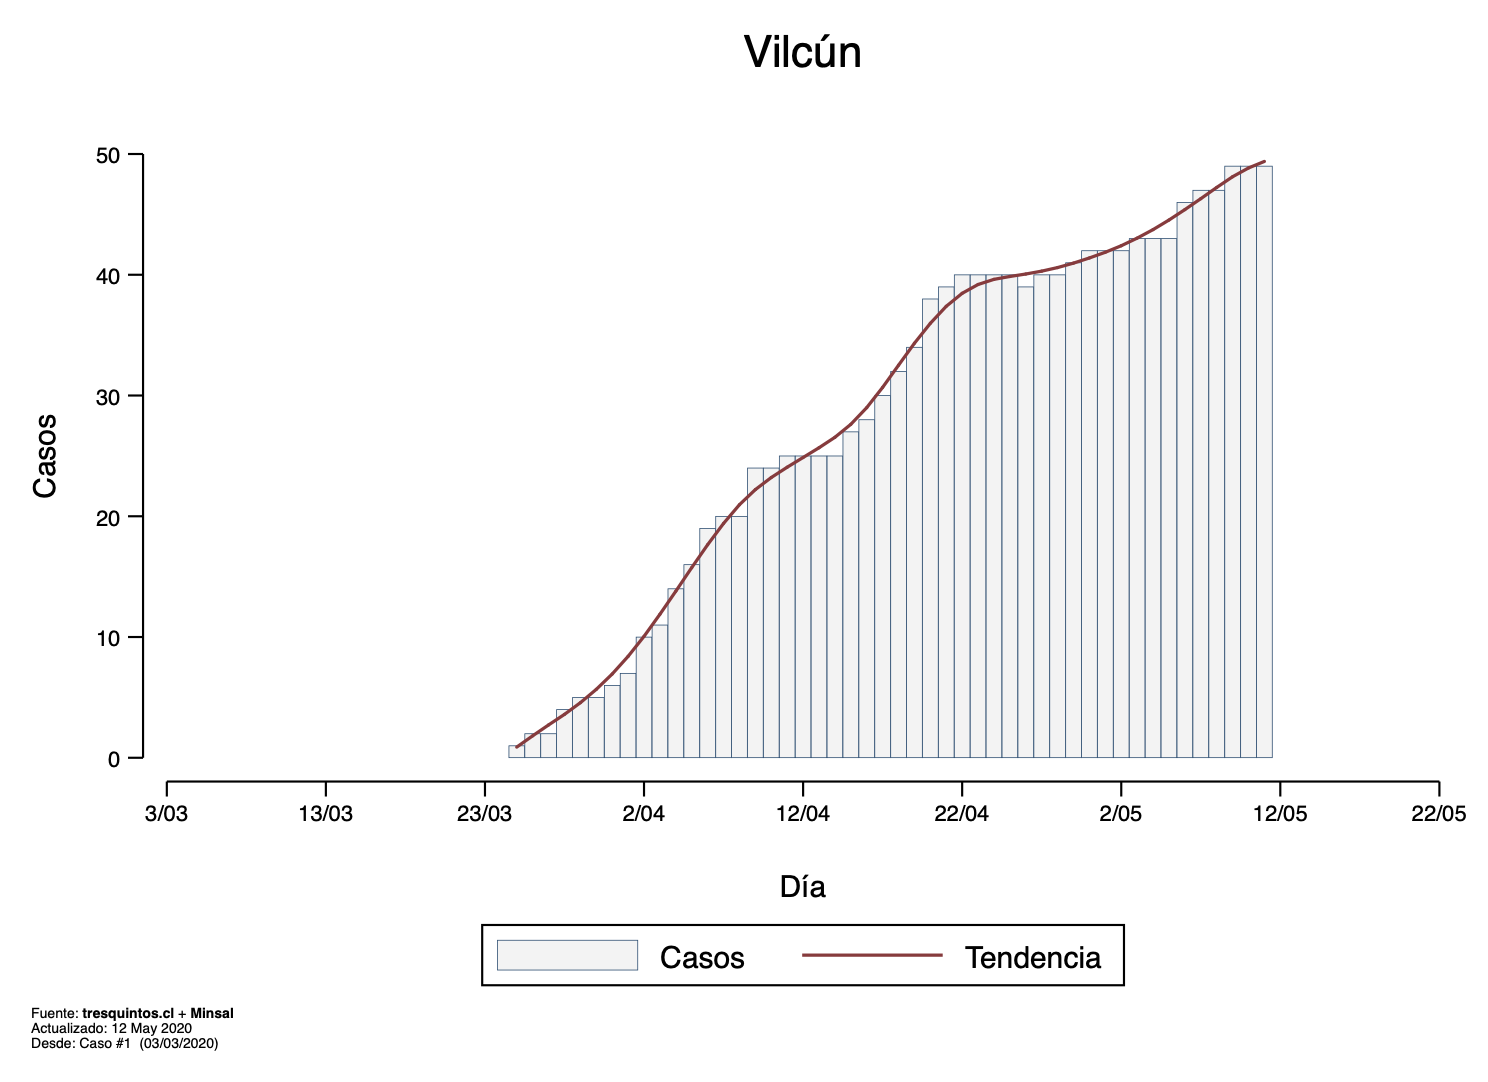 Vilcún
50
40
30
20
10
0
Casos
3/03 13/03 23/03 2/04 12/04 22/04 2/05 12/05 22/05
Día
Casos Tendencia
Fuente: tresquintos.cl + Minsal
Actualizado: 12 May 2020
Desde: Caso #1 (03/03/2020)